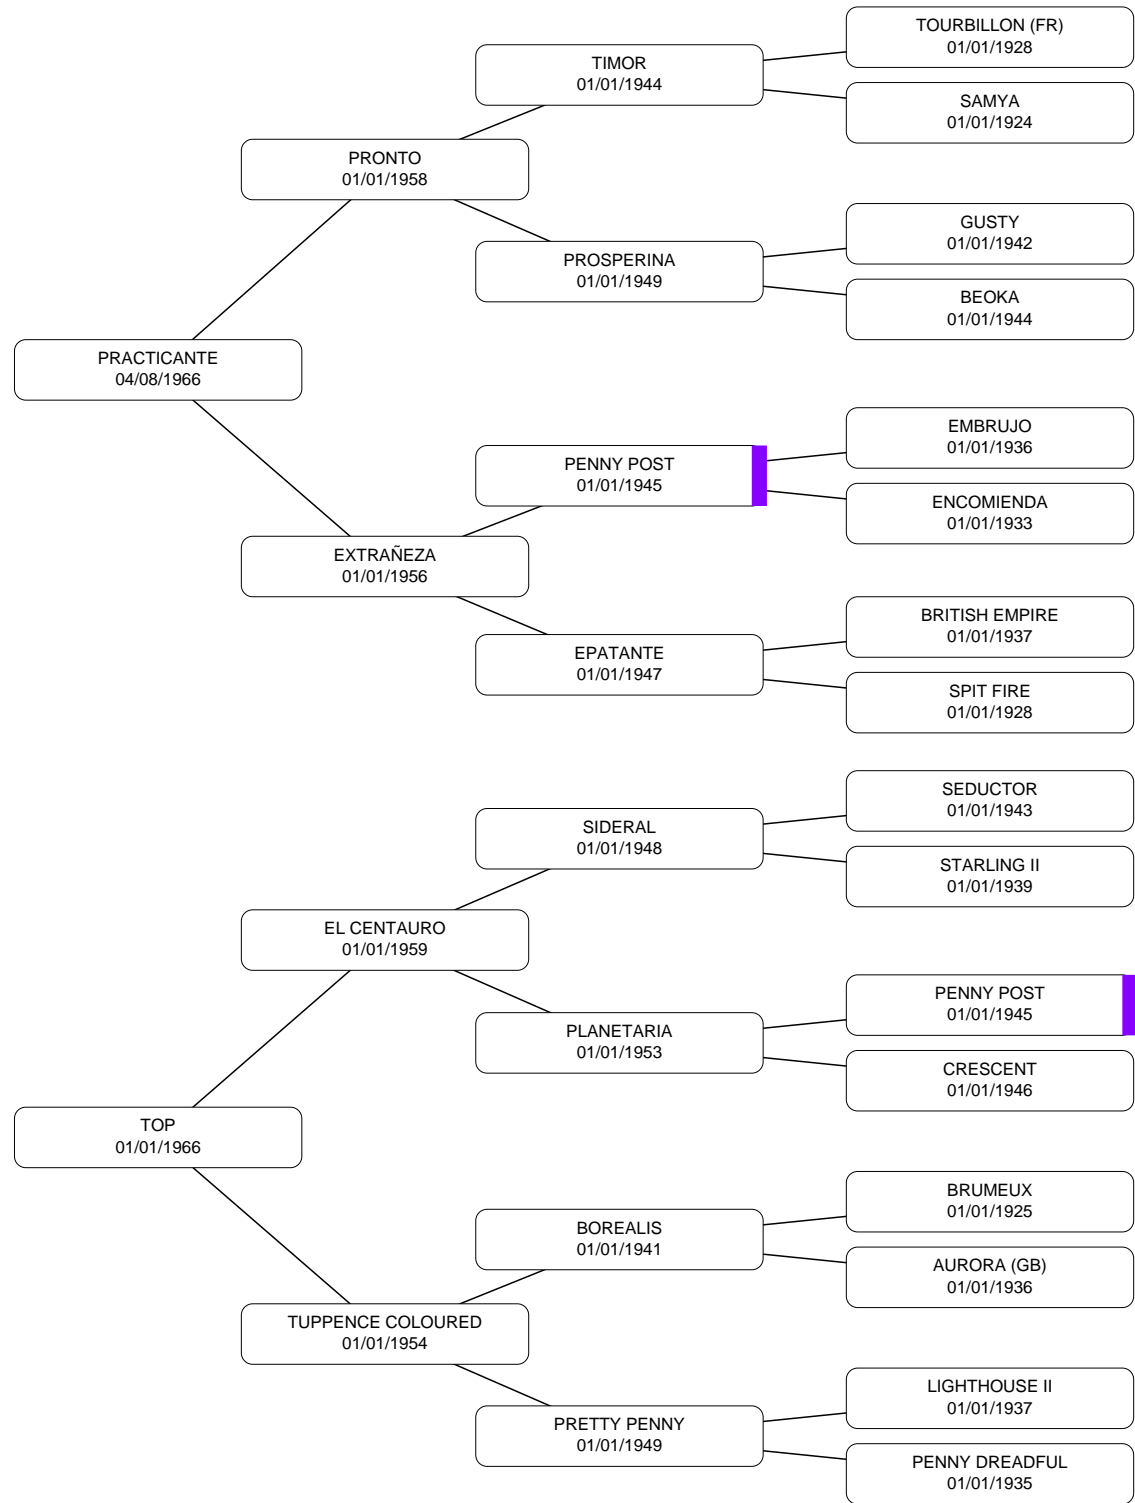 TOURBILLON (FR)
01/01/1928
TIMOR
01/01/1944
SAMYA
01/01/1924
PRONTO
01/01/1958
GUSTY
01/01/1942
PROSPERINA
01/01/1949
BEOKA
01/01/1944
PRACTICANTE
04/08/1966
EMBRUJO
01/01/1936
PENNY POST
01/01/1945
ENCOMIENDA
01/01/1933
EXTRAÑEZA
01/01/1956
BRITISH EMPIRE
01/01/1937
EPATANTE
01/01/1947
SPIT FIRE
01/01/1928
SEDUCTOR
01/01/1943
SIDERAL
01/01/1948
STARLING II
01/01/1939
EL CENTAURO
01/01/1959
PENNY POST
01/01/1945
PLANETARIA
01/01/1953
CRESCENT
01/01/1946
TOP
01/01/1966
BRUMEUX
01/01/1925
BOREALIS
01/01/1941
AURORA (GB)
01/01/1936
TUPPENCE COLOURED
01/01/1954
LIGHTHOUSE II
01/01/1937
PRETTY PENNY
01/01/1949
PENNY DREADFUL
01/01/1935